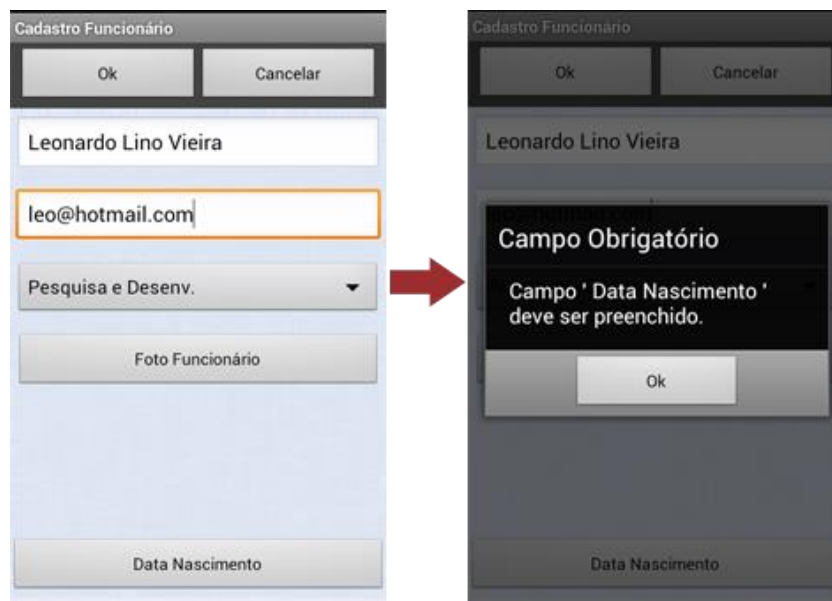 Cadastro Funcionário
Ok
Cancelar
Leonardo Lino Vieira
leo@hotmail.com
Pesquisa e Desenv.
Foto Funcionário
Data Nascimento
Cadastro Funcionário
Ok
Cancelar
Leonardo Lino Vieira
Campo Obrigatório
Campo ' Data Nascimento '
deve ser preenchido.
Ok
Data Nascimento